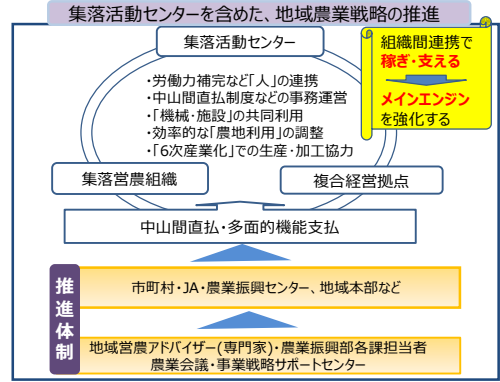 集落活動センターを含めた、地域農業戦略の推進
集落活動センター
組織間連携で
稼ぎ・支える
メインエンジン
を強化する
・労働力補完など「人」の連携
・中山間直払制度などの事務運営
・「機械・施設」の共同利用
・効率的な「農地利用」の調整
・「6次産業化」での生産・加工協力
集落営農組織
複合経営拠点
中山間直払・多面的機能支払
推進体制
市町村・JA・農業振興センター、地域本部など
地域営農アドバイザー(専門家)・農業振興部各課担当者
農業会議・事業戦略サポートセンター